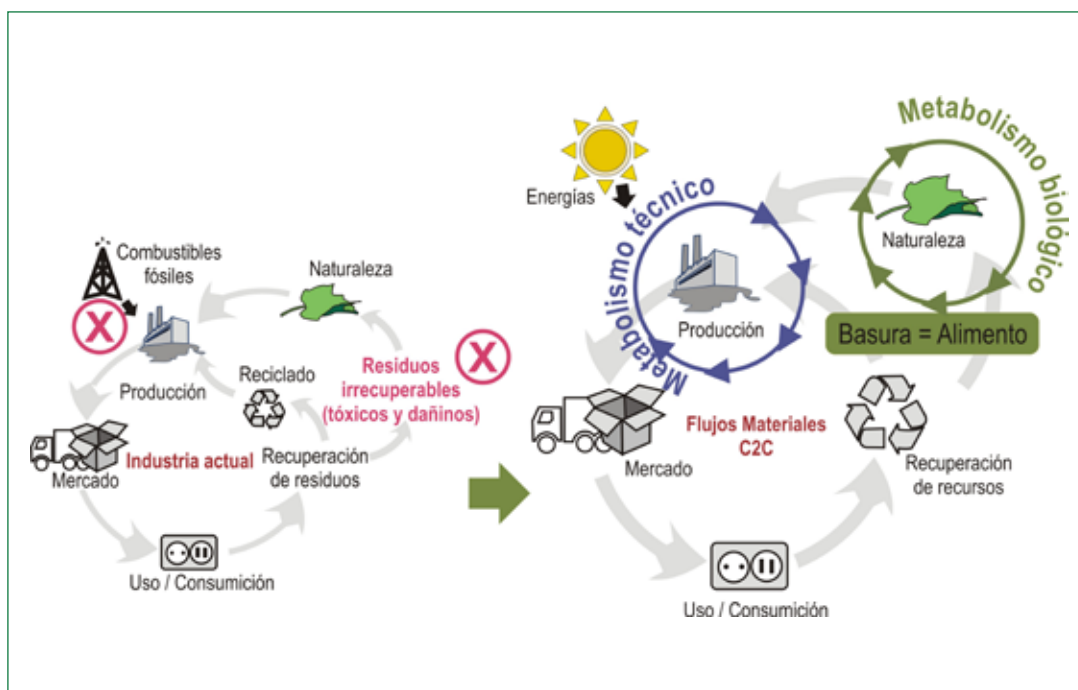 Combustibles
fósiles
X
Naturaleza
Producción
Reciclado
Residuos
irrecuperables
(tóxicos y dañinos)
X
Mercado
Industria actual
Recuperación
de residuos
Uso / Consumición
Energías
Metabolismo técnico
Producción
Metabolismo biológico
Naturaleza
Basura = Alimento
Mercado
Flujos Materiales
C2C
Recuperación
de recursos
Uso / Consumición